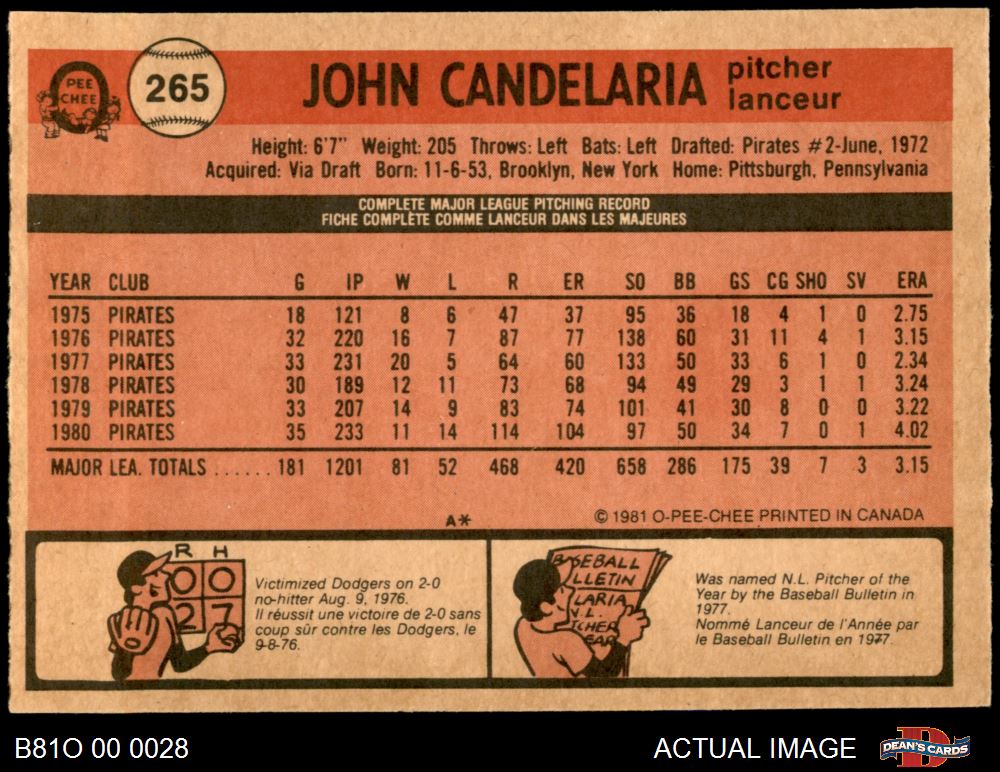 PEE
CHEE
265
JOHN CANDELARIA
pitcher
lanceur
Height: 6'7" Weight: 205 Throws: Left Bats: Left Drafted: Pirates #2-June, 1972
Acquired: Via Draft Born: 11-6-53, Brooklyn, New York Home: Pittsburgh, Pennsylvania
COMPLETE MAJOR LEAGUE PITCHING RECORD
FICHE COMPLÈTE COMME LANCEUR DANS LES MAJEURES
YEAR CLUB G IP W L R ER SO BB GS CG SHO SV ERA
1975 PIRATES 18 121 8 6 47 37 95 36 18 4 1 0 2.75
1976 PIRATES 32 220 16 7 87 77 138 60 31 11 4 1 3.15
1977 PIRATES 33 231 20 5 64 60 133 50 33 6 1 0 2.34
1978 PIRATES 30 189 12 11 73 68 94 49 29 3 1 1 3.24
1979 PIRATES 33 207 14 9 83 74 101 41 30 8 0 0 3.22
1980 PIRATES 35 233 11 14 114 104 97 50 34 7 0 1 4.02
MAJOR LEA. TOTALS ...... 181 1201 81 52 468 420 658 286 175 39 7 3 3.15
A*
© 1981 O-PEE-CHEE PRINTED IN CANADA
R H
0 0
2 7
Victimized Dodgers on 2-0
no-hitter Aug. 9, 1976.
Il réussit une victoire de 2-0 sans
coup sûr contre les Dodgers, le
9-8-76.
BASEBALL
LLETIN
LARIA
N.L.
TCHER
EAR
Was named N.L. Pitcher of the
Year by the Baseball Bulletin in
1977.
Nommé Lanceur de l'Année par
le Baseball Bulletin en 1977.
B81O 00 0028
ACTUAL IMAGE
D
DEAN'S CARDS